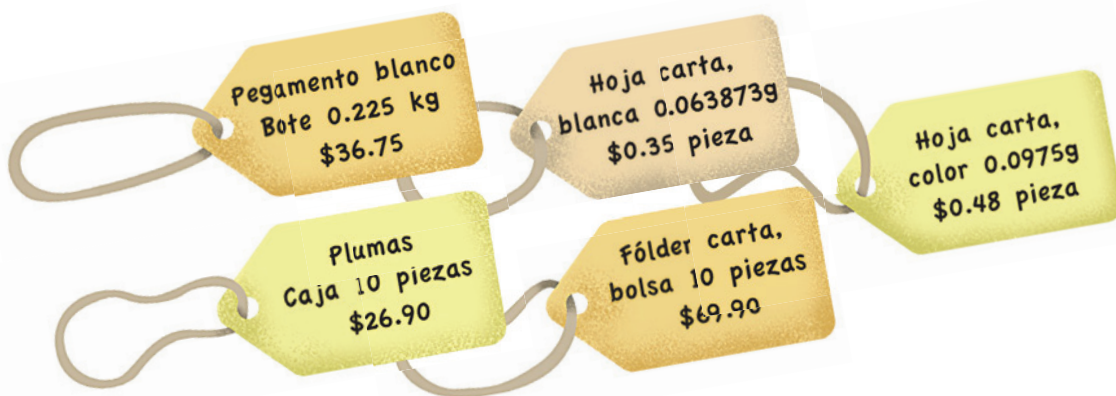 Pegamento blanco
Bote 0.225 kg
$36.75
Hoja carta,
blanca 0.063873g
$0.35 pieza
Hoja carta,
color 0.0975g
$0.48 pieza
Plumas
Caja 10 piezas
$26.90
Fólder carta,
bolsa 10 piezas
$69.90